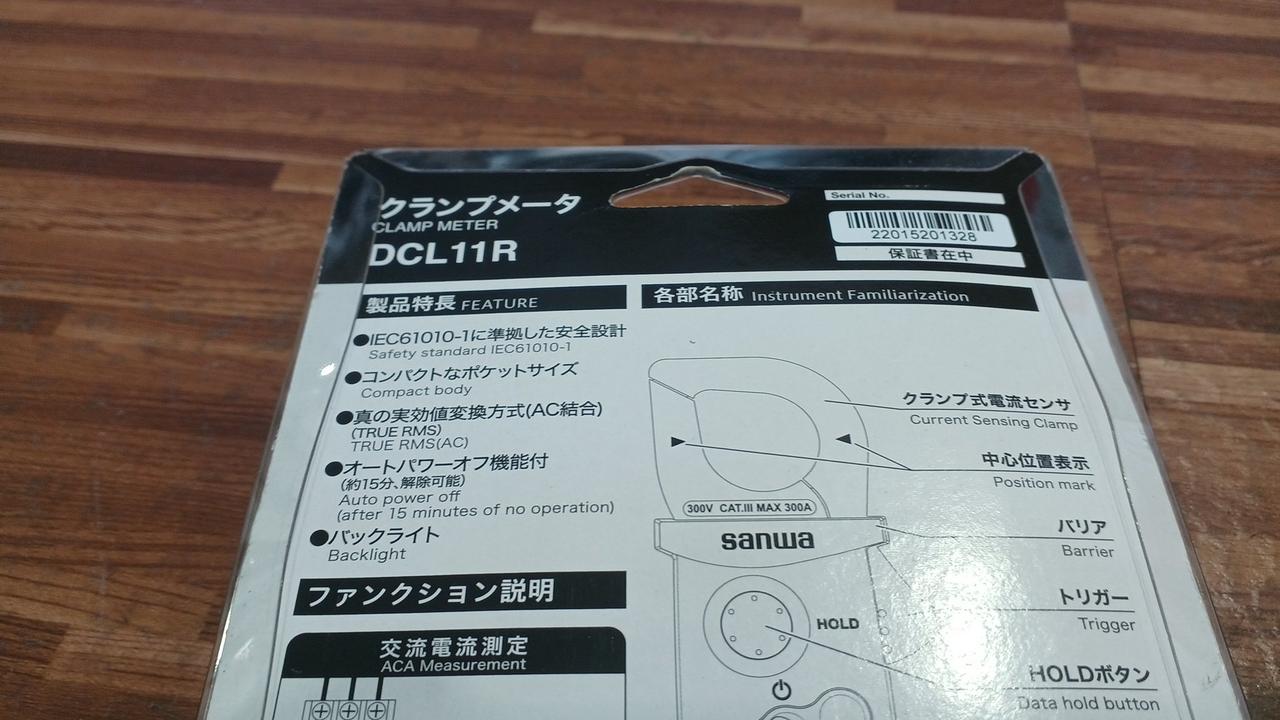 クランプメータ
CLAMP METER
DCL11R
Serial No.
22015201328
保証書在中
製品特長 FEATURE
●IEC61010-1に準拠した安全設計
Safety standard IEC61010-1
●コンパクトなポケットサイズ
Compact body
●真の実効値変換方式(AC結合)
(TRUE RMS)
TRUE RMS(AC)
●オートパワーオフ機能付
(約15分、解除可能)
Auto power off
(after 15 minutes of no operation)
●バックライト
Backlight
ファンクション説明
交流電流測定
ACA Measurement
各部名称 Instrument Familiarization
クランプ式電流センサ
Current Sensing Clamp
中心位置表示
Position mark
300V CAT.III MAX 300A
sanwa
バリア
Barrier
トリガー
Trigger
HOLD
HOLDボタン
Data hold button